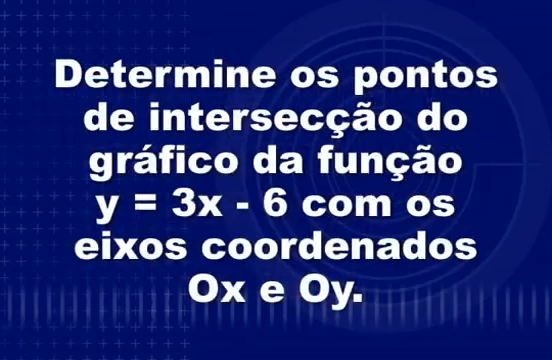 Determine os pontos
de intersecção do
gráfico da função
y = 3x - 6 com os
eixos coordenados
Ox e Oy.